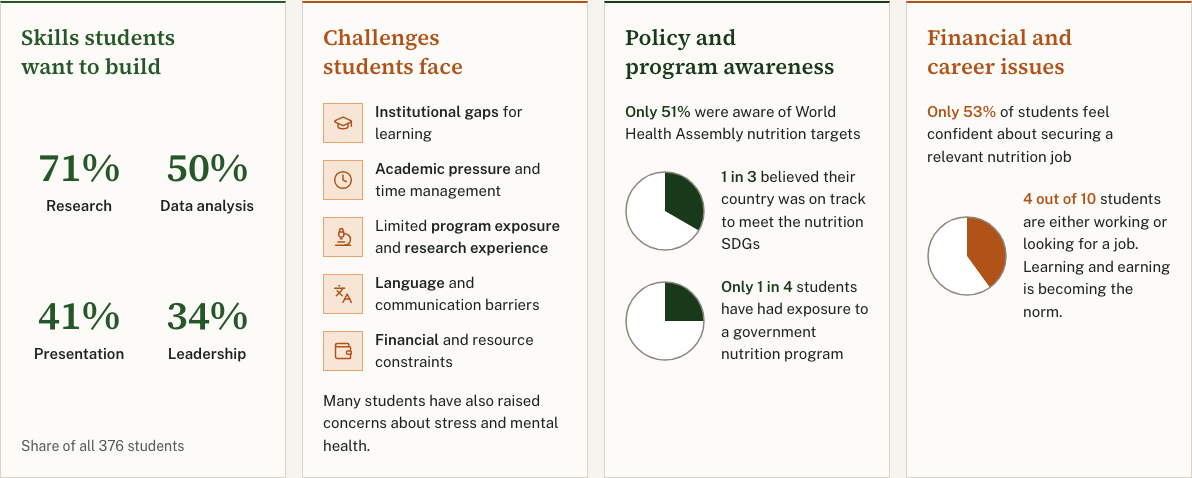 Skills students
want to build
71%
Research
50%
Data analysis
41%
Presentation
34%
Leadership
Share of all 376 students
Challenges
students face
Institutional gaps for
learning
Academic pressure and
time management
Limited program exposure
and research experience
Language and
communication barriers
Financial and resource
constraints
Many students have also raised
concerns about stress and mental
health.
Policy and
program awareness
Only 51% were aware of World
Health Assembly nutrition targets
1 in 3 believed their
country was on track
to meet the nutrition
SDGs
Only 1 in 4 students
have had exposure to
a government
nutrition program
Financial and
career issues
Only 53% of students feel
confident about securing a
relevant nutrition job
4 out of 10 students
are either working or
looking for a job.
Learning and earning
is becoming the
norm.